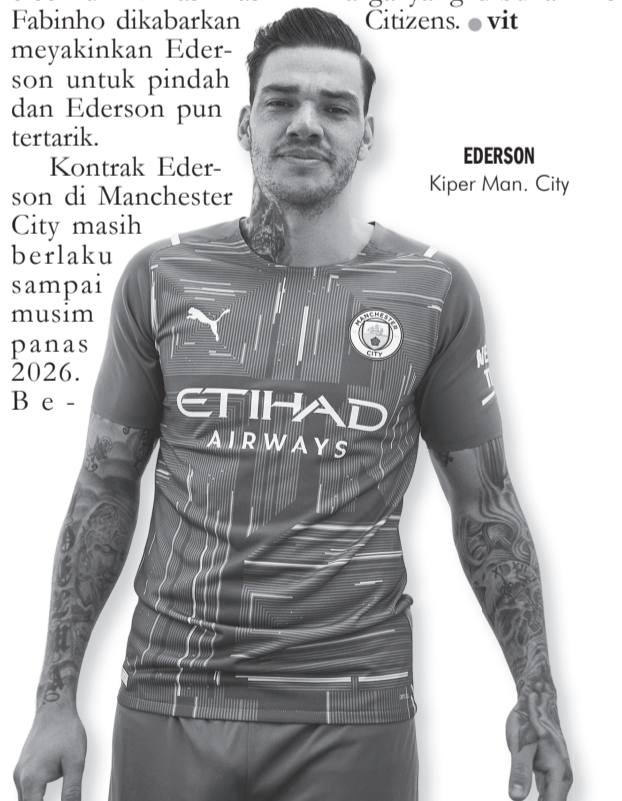 Fabinho dikabarkan
meyakinkan Eder-
son untuk pindah
dan Ederson pun
tertarik.
Kontrak Eder-
son di Manchester
City masih
berlaku
sampai
musim
panas
2026.
Be-
Citizens. ● vit
EDERSON
Kiper Man. City
MANCHESTER
CITY
ETIHAD
AIRWAYS